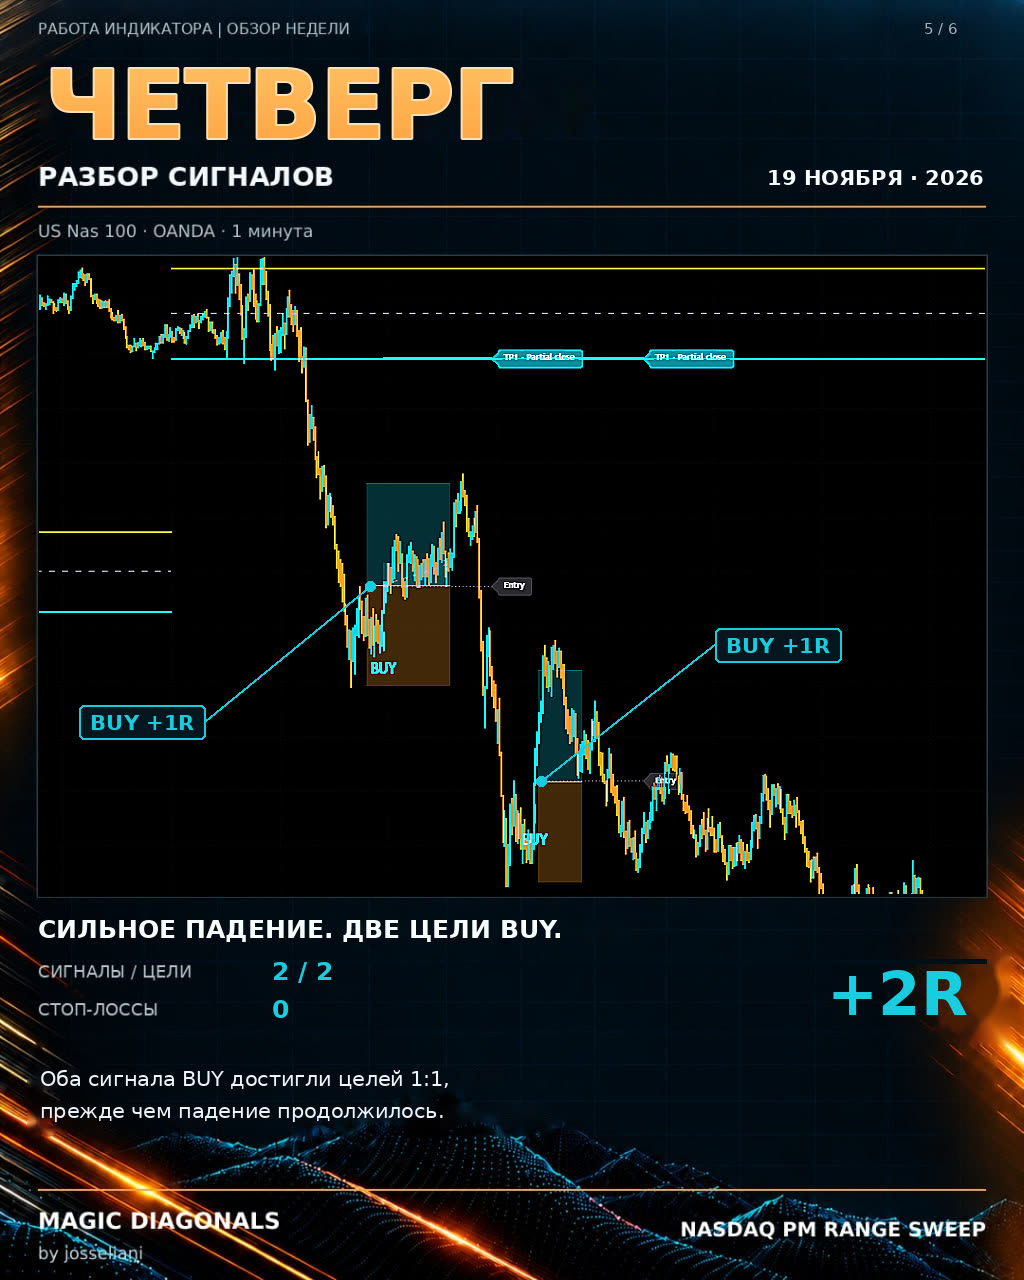 РАБОТА ИНДИКАТОРА | ОБЗОР НЕДЕЛИ
5 / 6
ЧЕТВЕРГ
РАЗБОР СИГНАЛОВ
19 НОЯБРЯ · 2026
US Nas 100 · OANDA · 1 минута
TP1 - Partial close
TP1 - Partial close
Entry
BUY
BUY +1R
BUY +1R
Entry
BUY
СИЛЬНОЕ ПАДЕНИЕ. ДВЕ ЦЕЛИ BUY.
СИГНАЛЫ / ЦЕЛИ
2 / 2
СТОП-ЛОССЫ
0
+2R
Оба сигнала BUY достигли целей 1:1,
прежде чем падение продолжилось.
MAGIC DIAGONALS
by jossellani
NASDAQ PM RANGE SWEEP